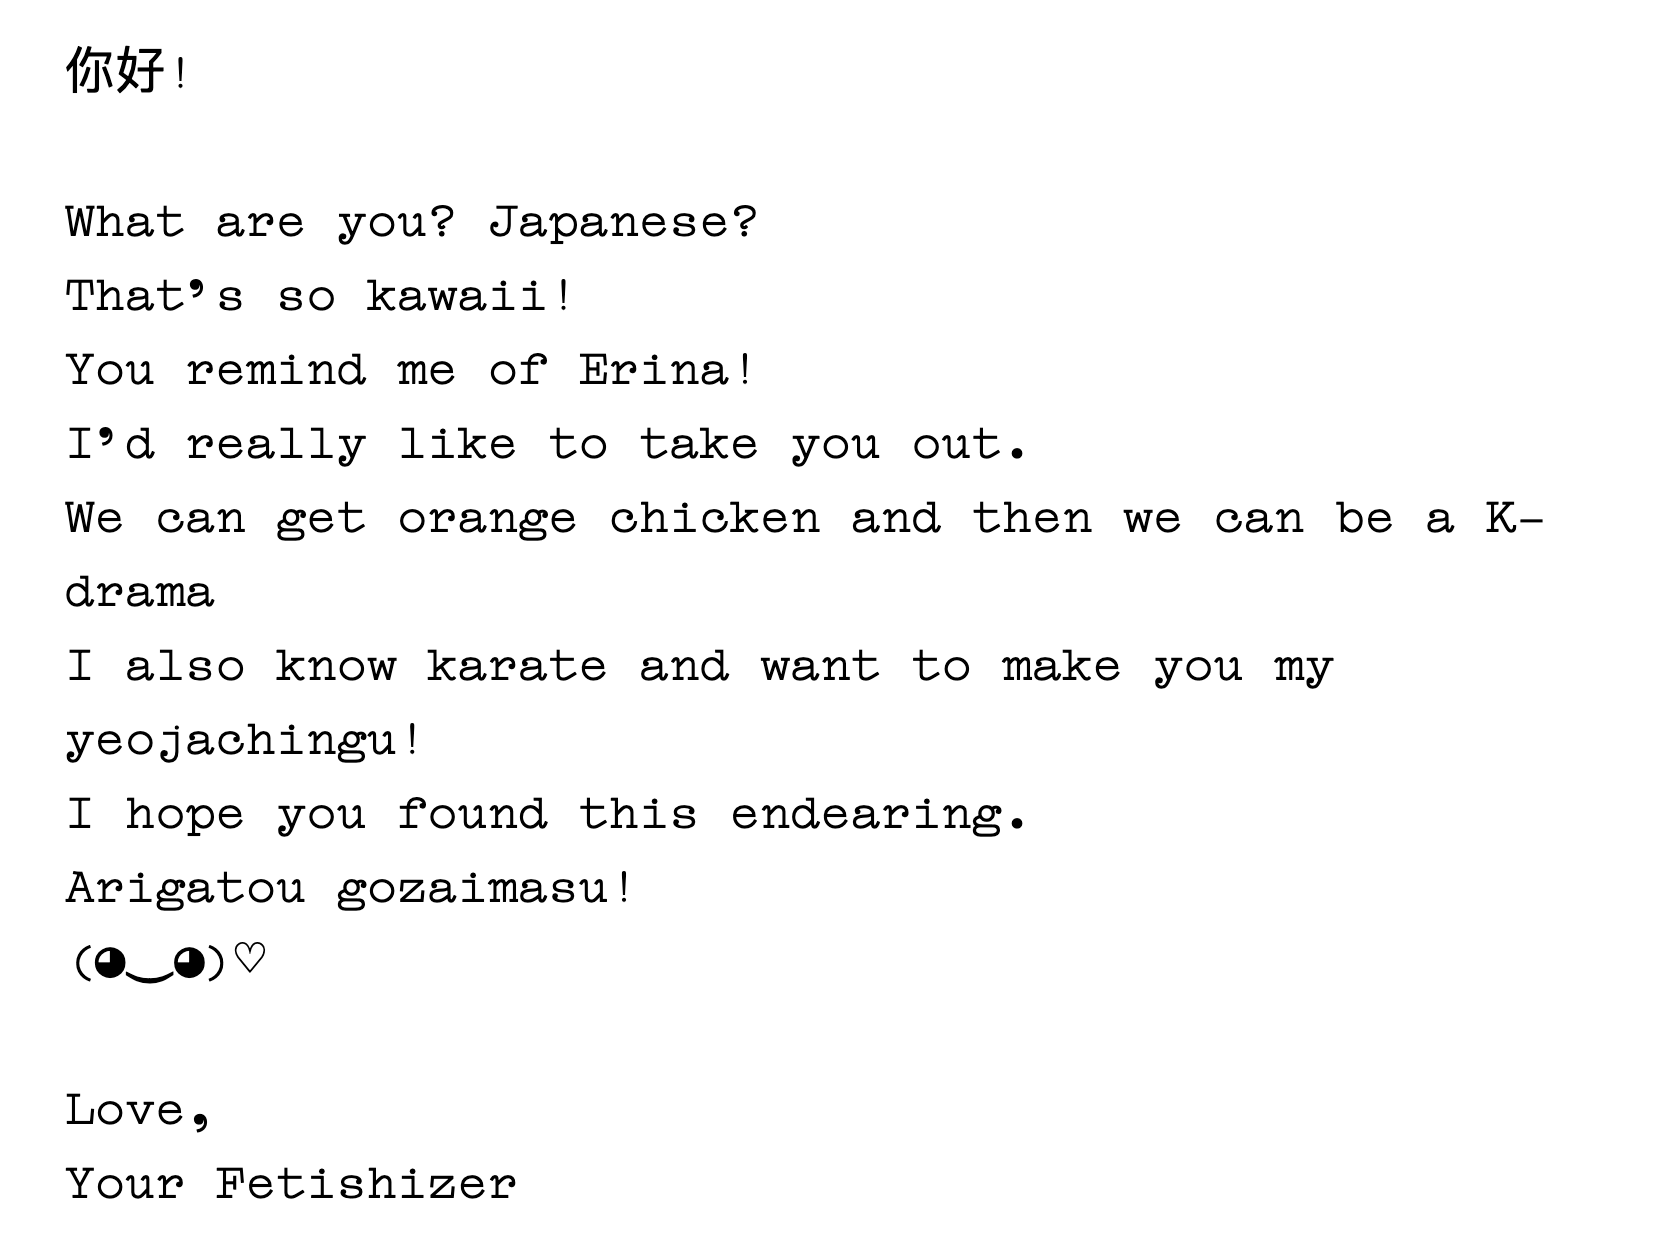 你好!
What are you? Japanese?
That’s so kawaii!
You remind me of Erina!
I’d really like to take you out.
We can get orange chicken and then we can be a K-
drama
I also know karate and want to make you my
yeojachingu!
I hope you found this endearing.
Arigatou gozaimasu!
(◕‿◕)♡
Love,
Your Fetishizer